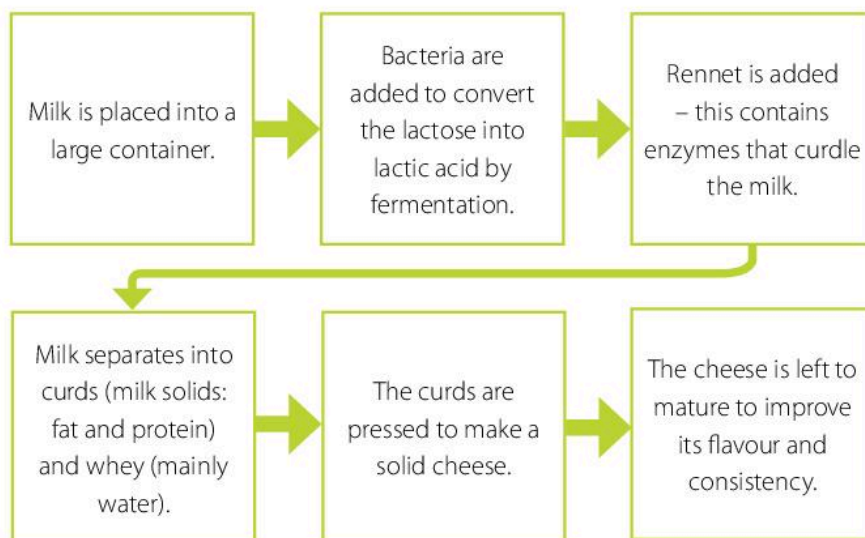 Milk is placed into a
large container.
Bacteria are
added to convert
the lactose into
lactic acid by
fermentation.
Rennet is added
– this contains
enzymes that curdle
the milk.
Milk separates into
curds (milk solids:
fat and protein)
and whey (mainly
water).
The curds are
pressed to make a
solid cheese.
The cheese is left to
mature to improve
its flavour and
consistency.